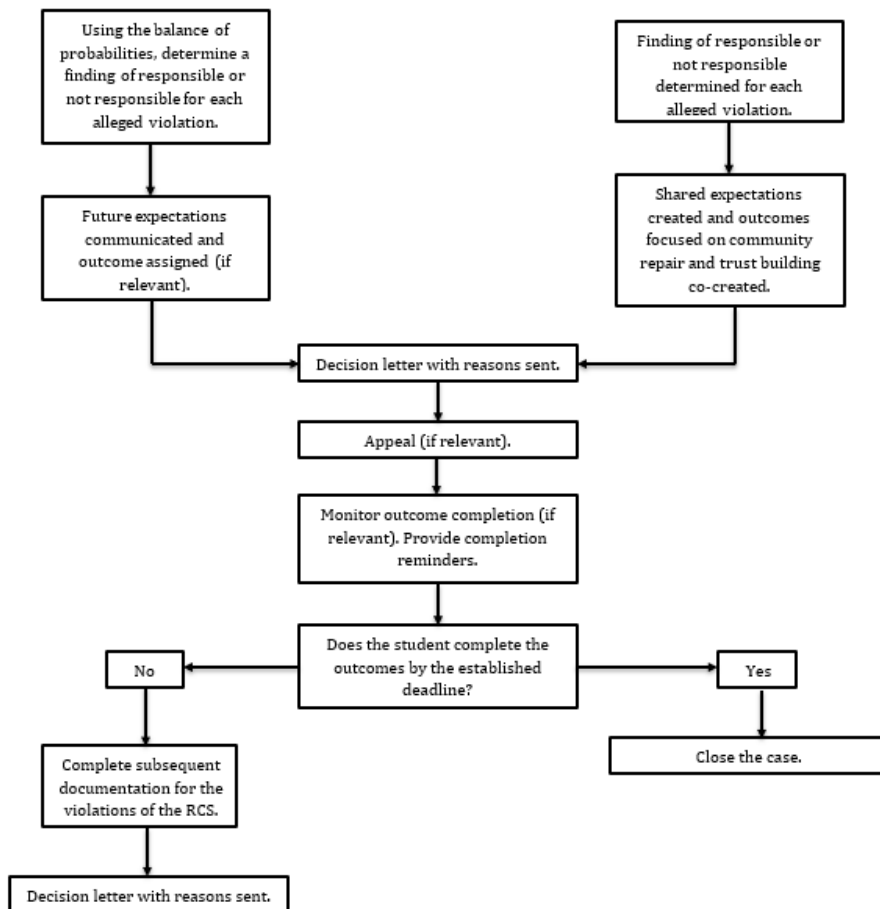 Using the balance of
probabilities, determine a
finding of responsible or
not responsible for each
alleged violation.
Finding of responsible or
not responsible
determined for each
alleged violation.
Future expectations
communicated and
outcome assigned (if
relevant).
Shared expectations
created and outcomes
focused on community
repair and trust building
co-created.
Decision letter with reasons sent.
Appeal (if relevant).
Monitor outcome completion (if
relevant). Provide completion
reminders.
Does the student complete the
outcomes by the established
deadline?
No
Yes
Complete subsequent
documentation for the
violations of the RCS.
Close the case.
Decision letter with reasons sent.